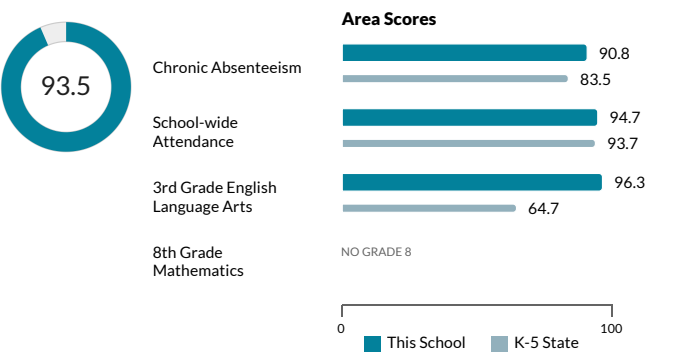 Area Scores
93.5
Chronic Absenteeism
90.8
83.5
School-wide
Attendance
94.7
93.7
3rd Grade English
Language Arts
96.3
64.7
8th Grade
Mathematics
NO GRADE 8
0
100
This School
K-5 State